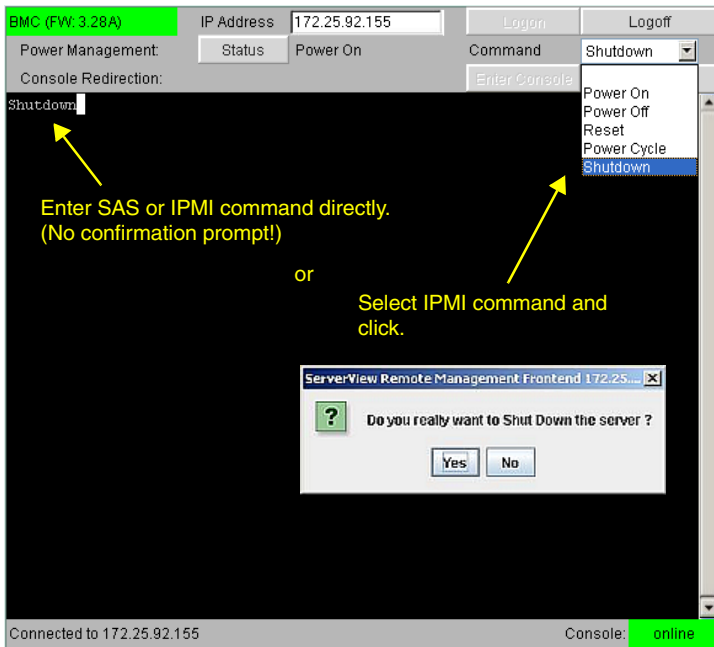 BMC (FW: 3.28A) IP Address 172.25.92.155 Logon Logoff
Power Management: Status Power On Command Shutdown
Console Redirection: Enter Console
Power On
Power Off
Reset
Power Cycle
Shutdown
Shutdown
Enter SAS or IPMI command directly.
(No confirmation prompt!)
or
Select IPMI command and
click.
ServerView Remote Management Frontend 172.25....
?
Do you really want to Shut Down the server ?
Yes No
Connected to 172.25.92.155 Console: online